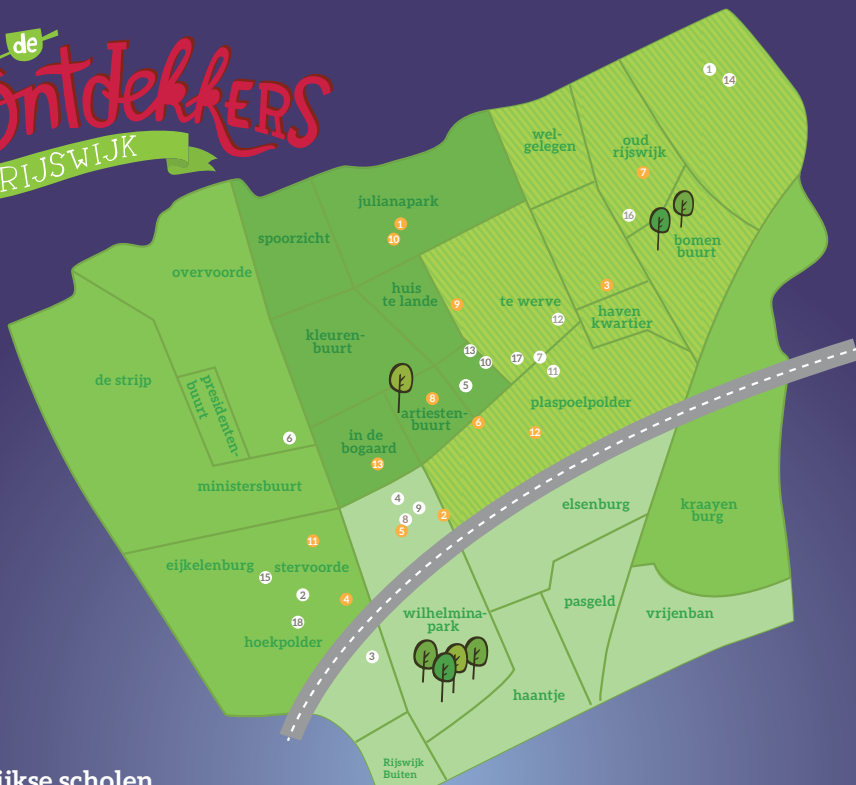 de
Ontdekkers
RIJSWIJK
1
14
wel-
gelegen
oud
rijswijk
7
16
bomen
buurt
julianapark
1
10
spoorzicht
overvoorde
huis
te lande
9
te werve
3
12
haven
kwartier
kleuren-
buurt
13
10
17
7
11
5
de strijp
presidenten-
buurt
8
artiesten-
buurt
6
plaspoelpolder
12
in de
bogaard
13
6
ministersbuurt
4
9
8
5
2
elsenburg
kraayen
burg
11
eijkelenburg
stervoorde
15
2
4
18
hoekpolder
wilhelmina-
park
3
pasgeld
vrijenban
haantje
Rijswijk
Buiten
ijkse scholen